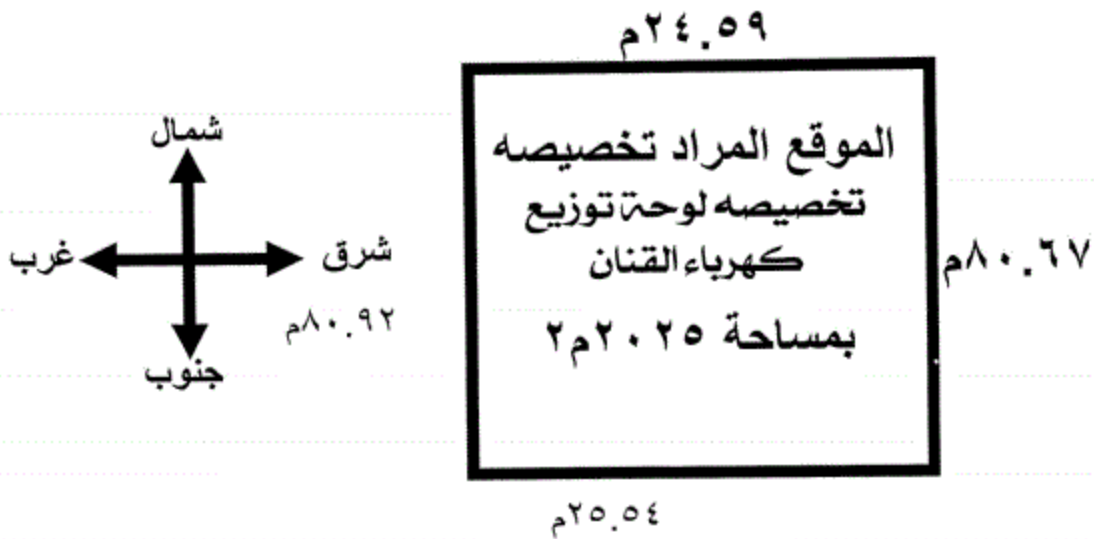 ٢٤.٥٩م
الموقع المراد تخصيصه
تخصيصه لوحة توزيع
كهرباء القنان
بمساحة ٢٠٢٥م٢
٨٠.٦٧م
٢٥.٥٤م
شمال
شرق
غرب
٨٠.٩٢م
جنوب